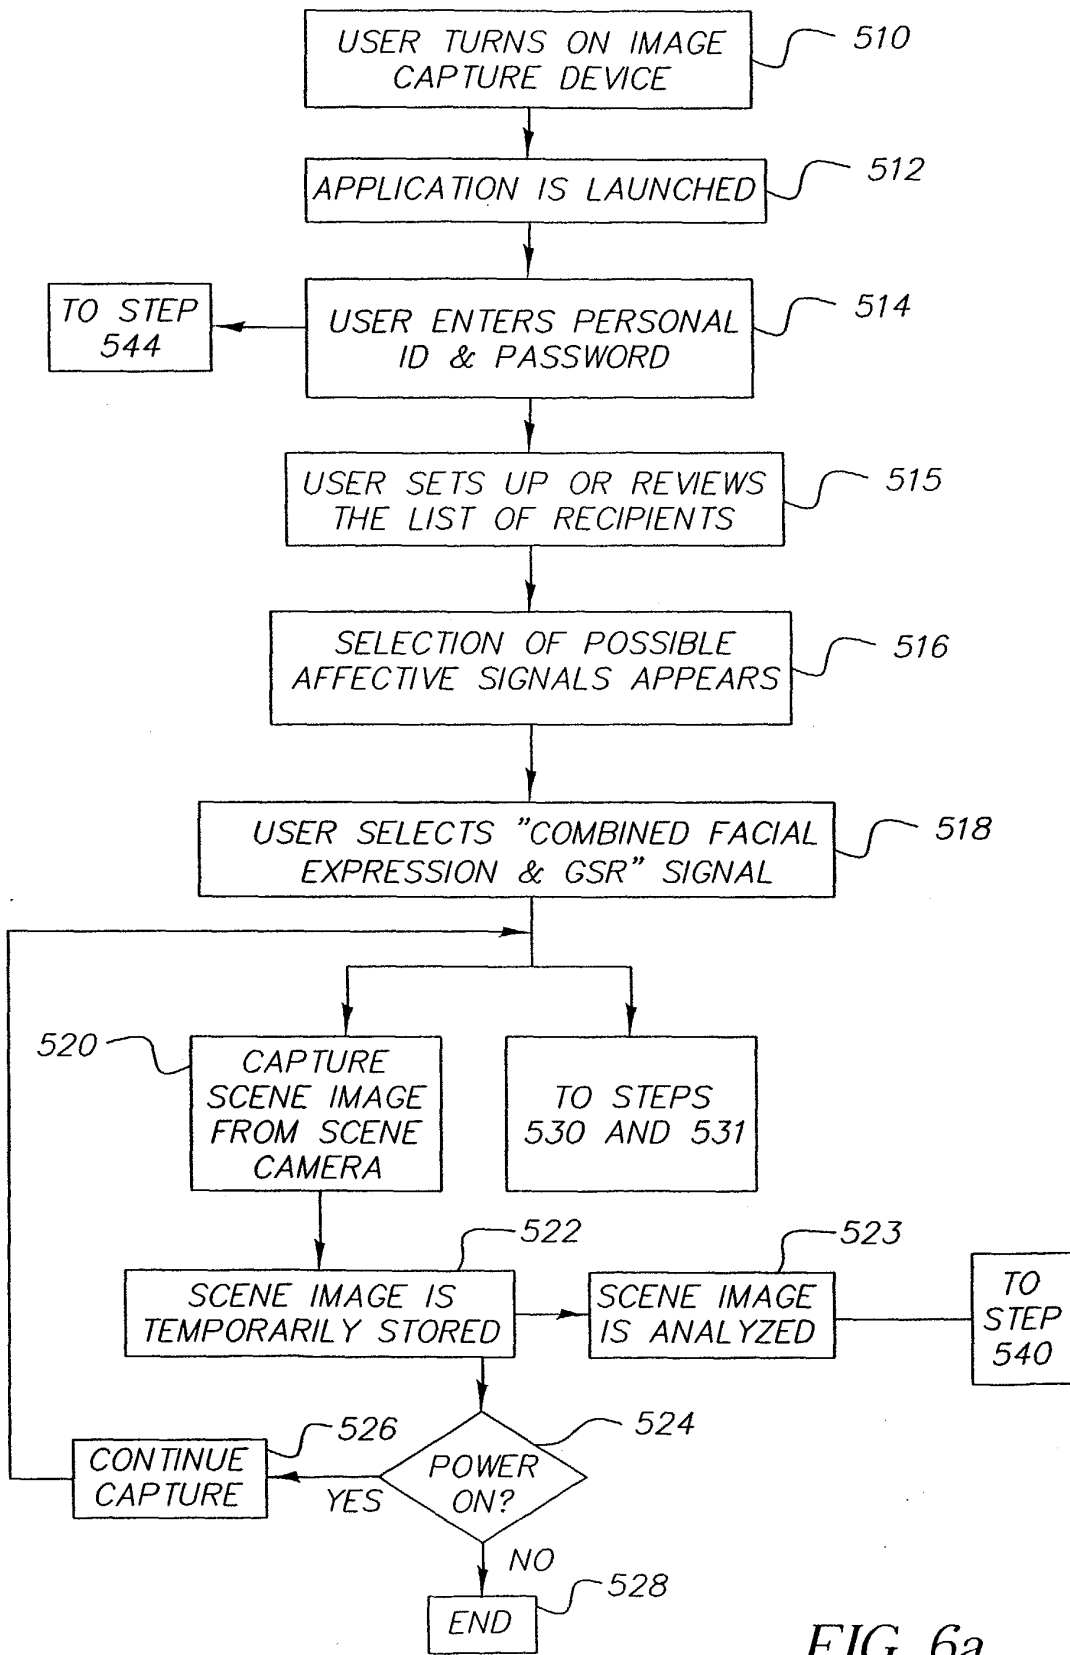 USER TURNS ON IMAGE
CAPTURE DEVICE
510
APPLICATION IS LAUNCHED
512
TO STEP
544
USER ENTERS PERSONAL
ID & PASSWORD
514
USER SETS UP OR REVIEWS
THE LIST OF RECIPIENTS
515
SELECTION OF POSSIBLE
AFFECTIVE SIGNALS APPEARS
516
USER SELECTS "COMBINED FACIAL
EXPRESSION & GSR" SIGNAL
518
520
CAPTURE
SCENE IMAGE
FROM SCENE
CAMERA
TO STEPS
530 AND 531
522
SCENE IMAGE IS
TEMPORARILY STORED
523
SCENE IMAGE
IS ANALYZED
TO
STEP
540
524
POWER
ON?
526
CONTINUE
CAPTURE
YES
NO
528
END
FIG. 6a